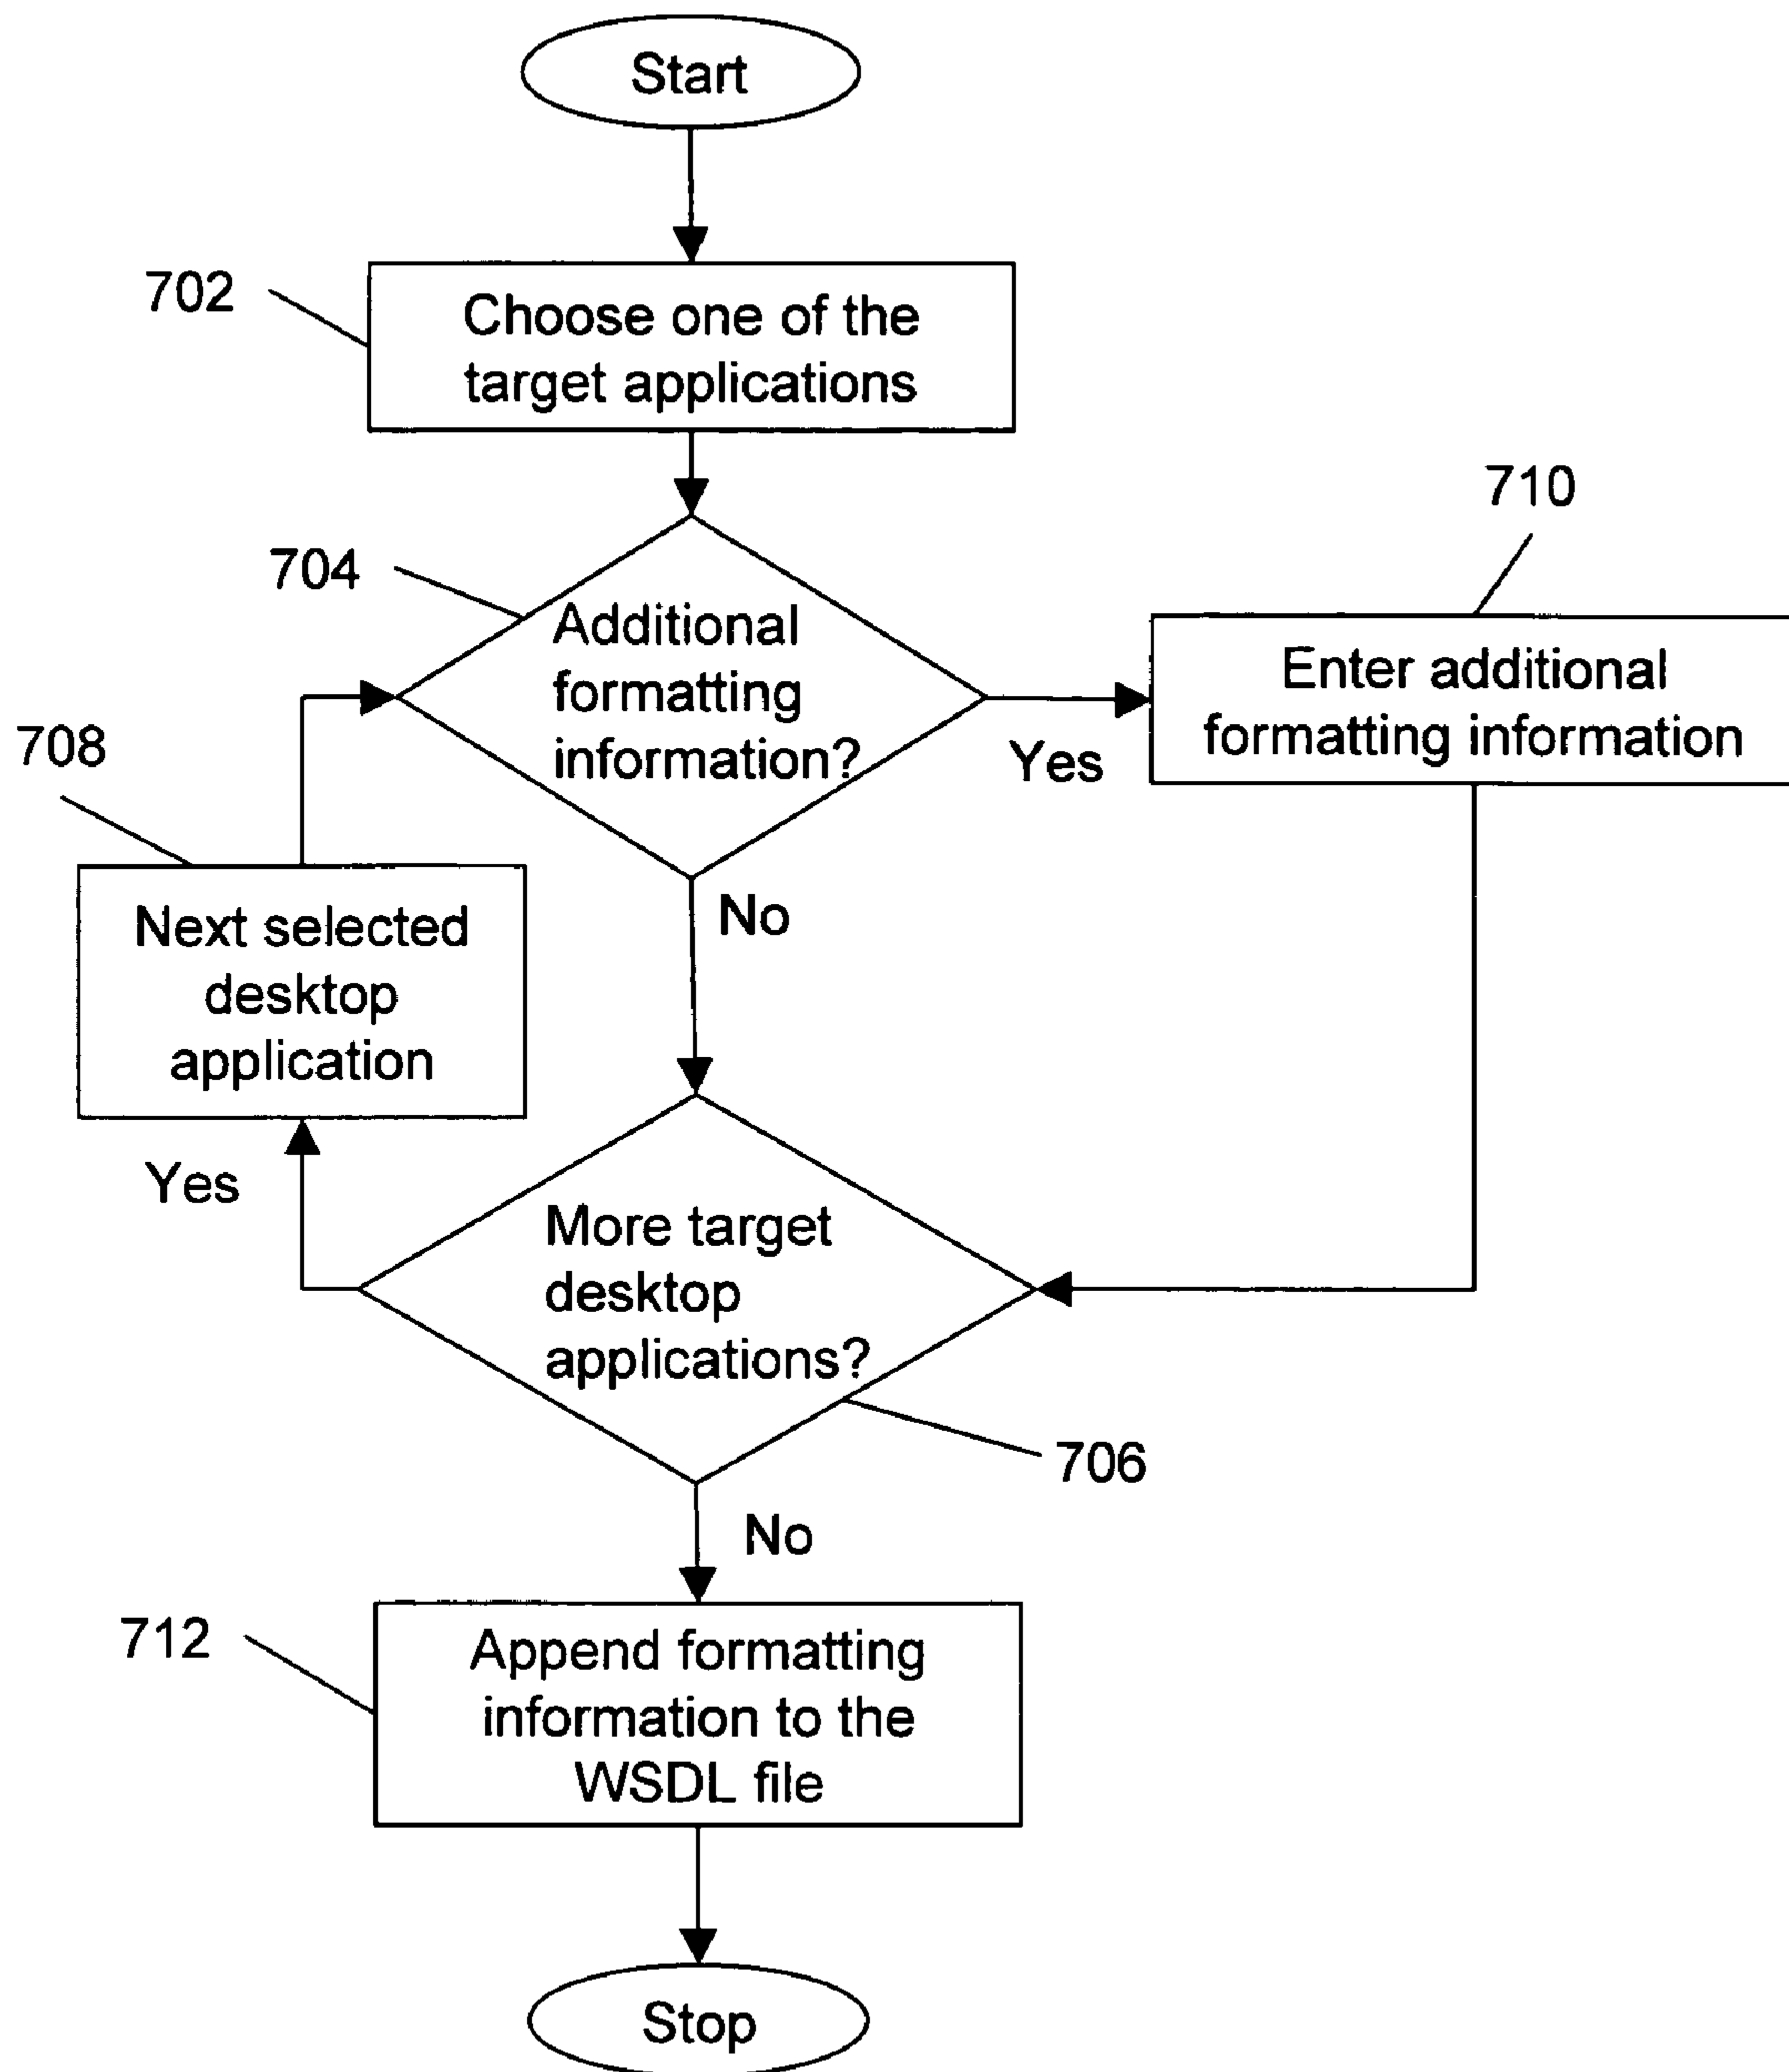 Start
702
Choose one of the
target applications
710
704
Additional
formatting
information?
Yes
Enter additional
formatting information
708
No
Next selected
desktop
application
Yes
More target
desktop
applications?
706
No
712
Append formatting
information to the
WSDL file
Stop